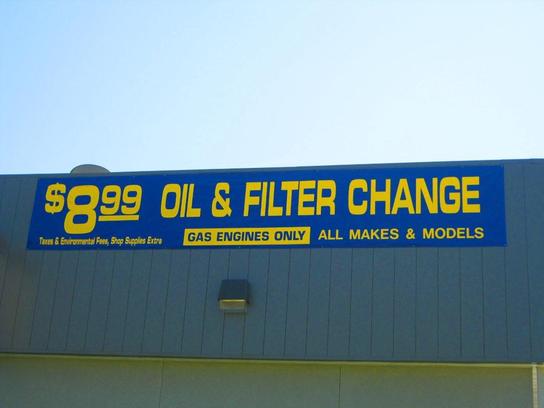 $8.99 OIL & FILTER CHANGE
Taxes & Environmental Fees, Shop Supplies Extra
GAS ENGINES ONLY ALL MAKES & MODELS